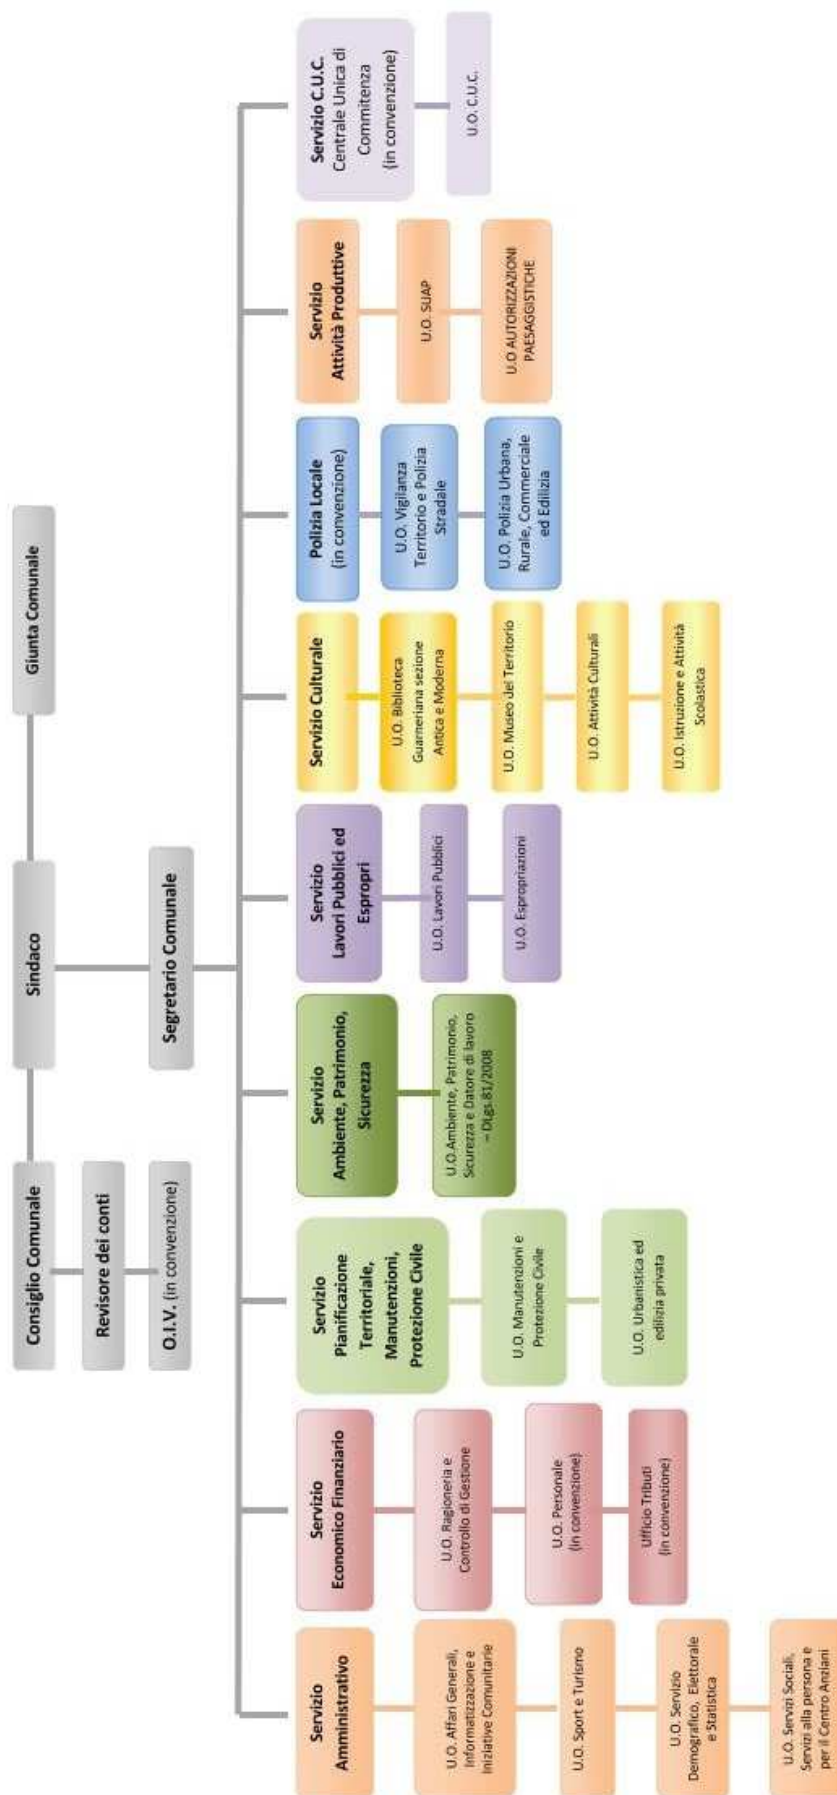 Consiglio Comunale
Sindaco
Giunta Comunale
Revisore dei conti
O.I.V. (in convenzione)
Segretario Comunale
Servizio
Amministrativo
U.O. Affari Generali,
Informatizzazione e
Iniziative Comunitarie
U.O. Sport e Turismo
U.O. Servizio
Demografico, Elettorale
e Statistica
U.O. Servizi Sociali,
Servizi alla persona e
per il Centro Anziani
Servizio
Economico Finanziario
U.O. Ragioneria e
Controllo di Gestione
U.O. Personale
(in convenzione)
Ufficio Tributi
(in convenzione)
Servizio
Pianificazione
Territoriale,
Manutenzioni,
Protezione Civile
U.O. Manutenzioni e
Protezione Civile
U.O. Urbanistica ed
edilizia privata
Servizio
Ambiente, Patrimonio,
Sicurezza
U.O.Ambiente, Patrimonio,
Sicurezza e Datore di lavoro
– DLgs.81/2008
Servizio
Lavori Pubblici ed
Espropri
U.O. Lavori Pubblici
U.O. Espropriazioni
Servizio Culturale
U.O. Biblioteca
Guarneriana sezione
Antica e Moderna
U.O. Museo del Territorio
U.O. Attività Culturali
U.O. Istruzione e Attività
Scolastica
Polizia Locale
(in convenzione)
U.O. Vigilanza
Territorio e Polizia
Stradale
U.O. Polizia Urbana,
Rurale, Commerciale
ed Edilizia
Servizio
Attività Produttive
U.O. SUAP
U.O AUTORIZZAZIONI
PAESAGGISTICHE
Servizio C.U.C.
Centrale Unica di
Commitenza
(in convenzione)
U.O. C.U.C.